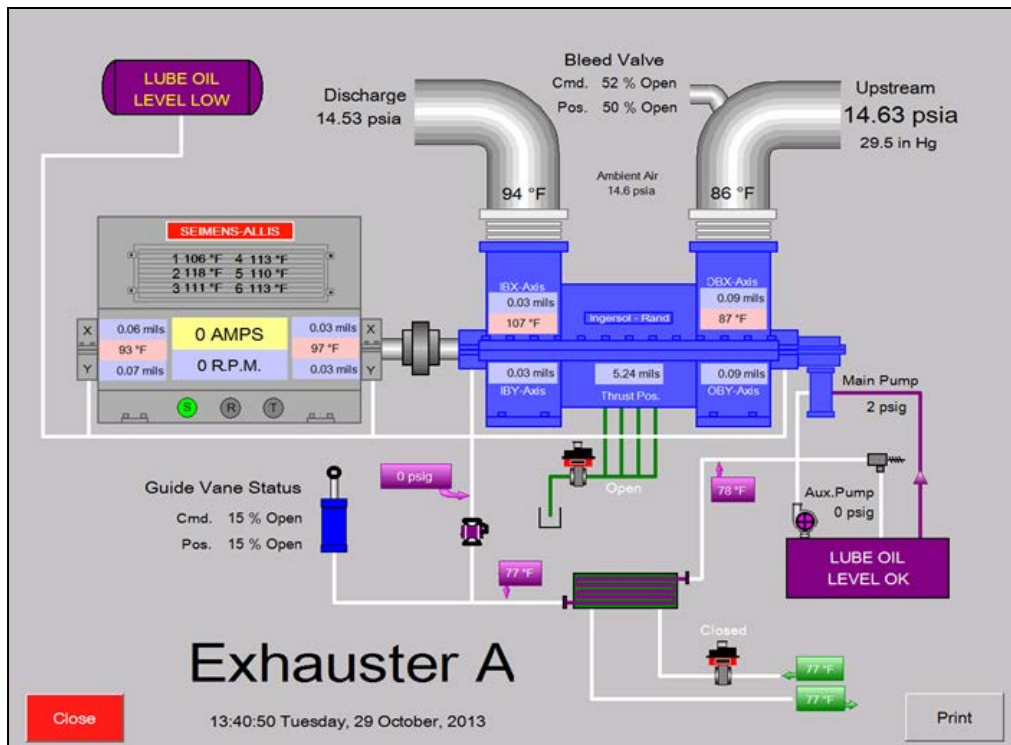 LUBE OIL
LEVEL LOW
Discharge
14.53 psia
Bleed Valve
Cmd. 52 % Open
Pos. 50 % Open
Upstream
14.63 psia
29.5 in Hg
Ambient Air
14.6 psia
94 °F
86 °F
SEIMENS-ALLIS
1 106 °F 4 113 °F
2 118 °F 5 110 °F
3 111 °F 6 113 °F
X
0.06 mils
93 °F
Y
0.07 mils
0 AMPS
0 R.P.M.
0.03 mils
X
97 °F
0.03 mils
Y
S R T
IBX-Axis
0.03 mils
107 °F
Ingersol - Rand
OBX-Axis
0.09 mils
87 °F
0.03 mils
IBY-Axis
5.24 mils
Thrust Pos.
0.09 mils
OBY-Axis
Main Pump
2 psig
Guide Vane Status
Cmd. 15 % Open
Pos. 15 % Open
0 psig
Open
78 °F
Aux.Pump
0 psig
77 °F
LUBE OIL
LEVEL OK
Closed
77 °F
77 °F
Exhauster A
Close
13:40:50 Tuesday, 29 October, 2013
Print